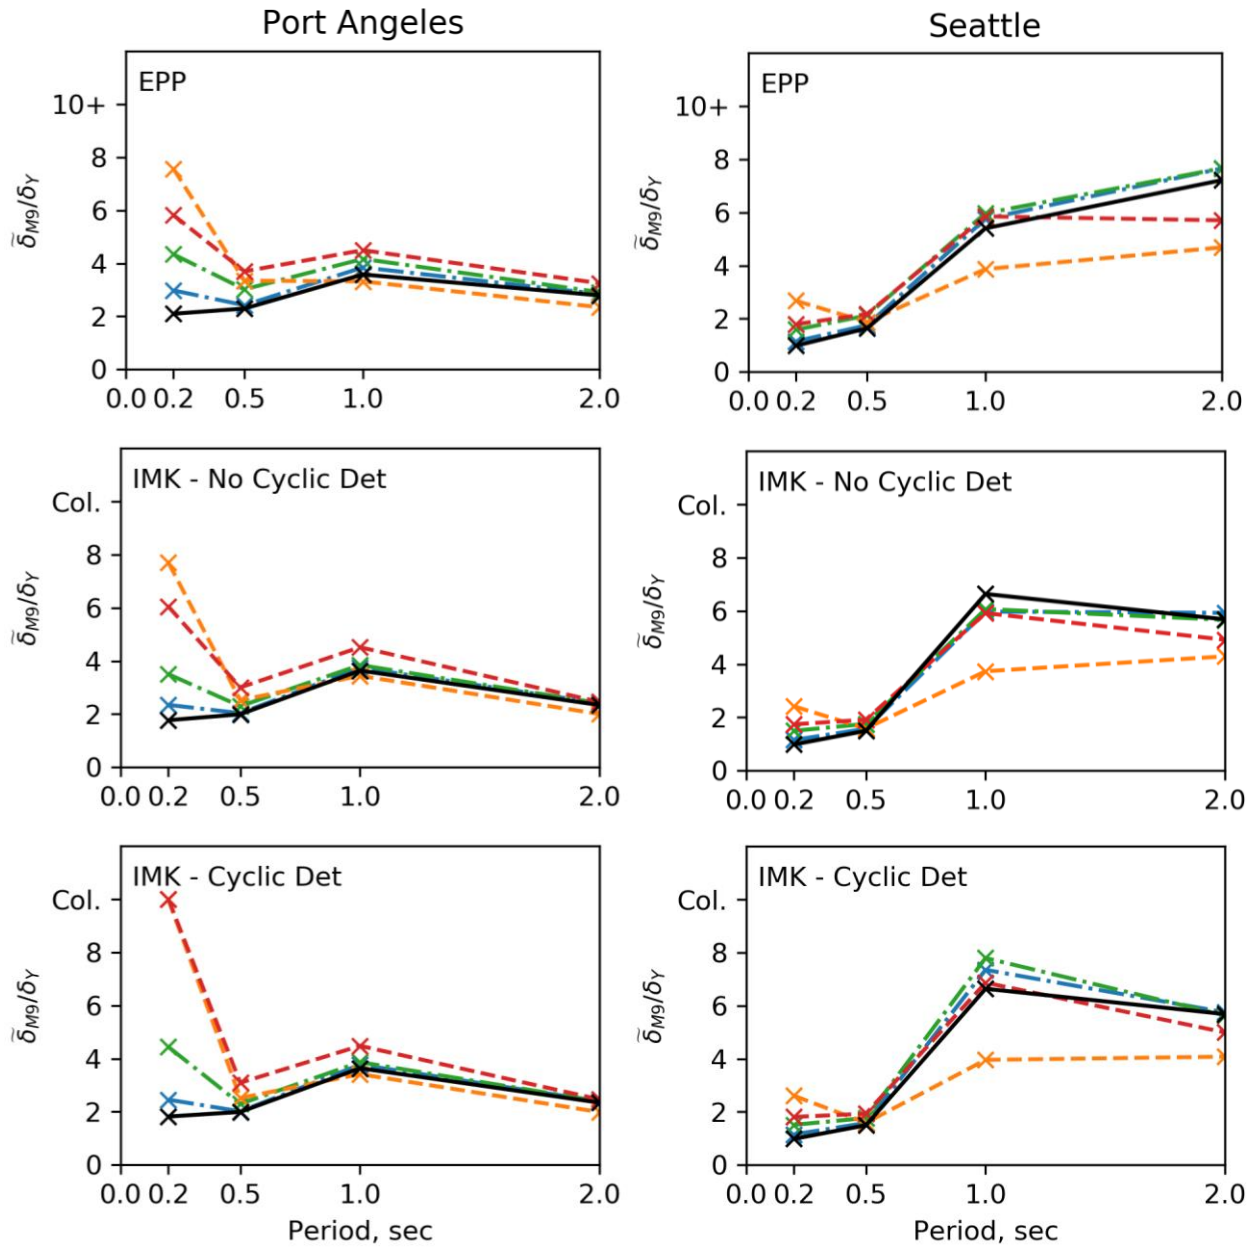 Port Angeles
Seattle
EPP
10+
8
6
4
2
0
δ̃M9/δY
0.0 0.2 0.5 1.0 2.0
EPP
10+
8
6
4
2
0
δ̃M9/δY
0.0 0.2 0.5 1.0 2.0
IMK - No Cyclic Det
Col.
8
6
4
2
0
δ̃M9/δY
0.0 0.2 0.5 1.0 2.0
IMK - No Cyclic Det
Col.
8
6
4
2
0
δ̃M9/δY
0.0 0.2 0.5 1.0 2.0
IMK - Cyclic Det
Col.
8
6
4
2
0
δ̃M9/δY
0.0 0.2 0.5 1.0 2.0
Period, sec
IMK - Cyclic Det
Col.
8
6
4
2
0
δ̃M9/δY
0.0 0.2 0.5 1.0 2.0
Period, sec